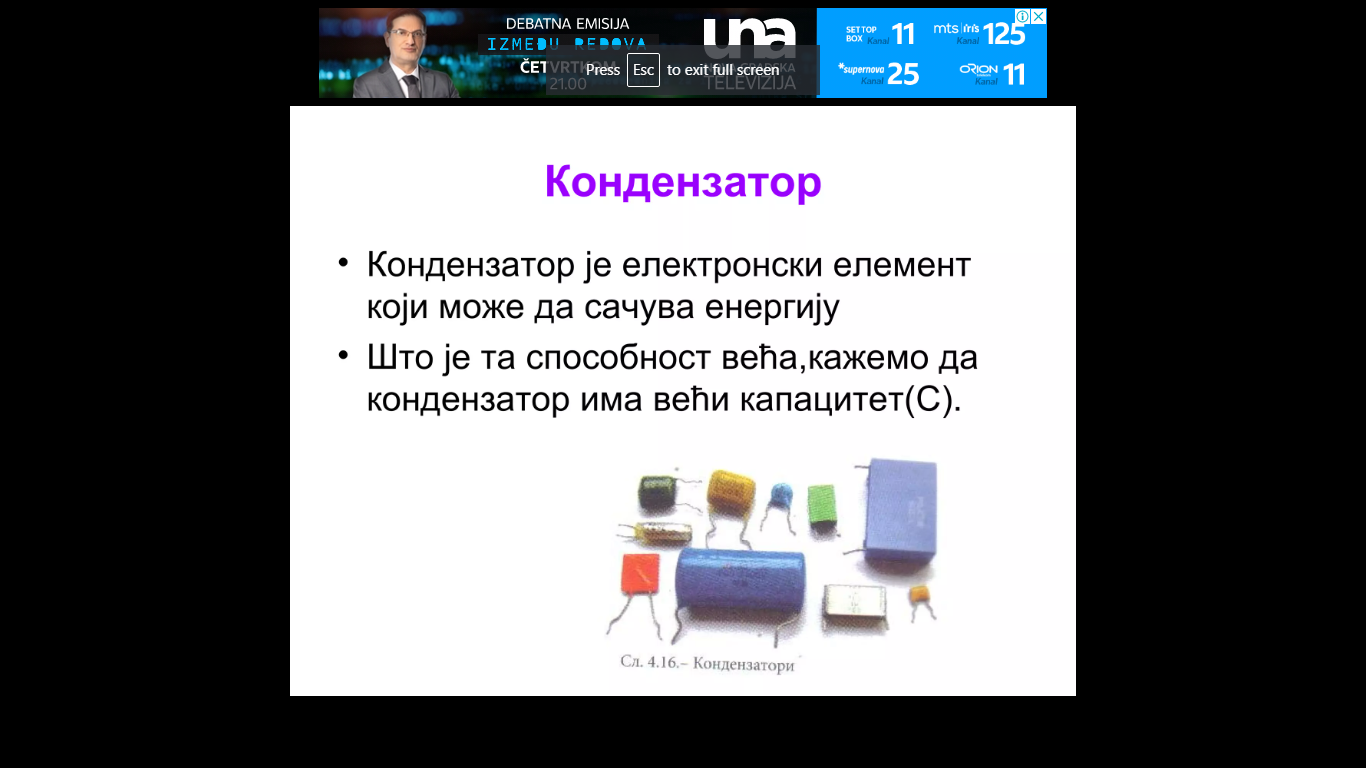 DEBATNA EMISIJA
IZMEĐU REDOVA
ČETVRTKOM
21.00
una
TELEVIZIJA
Press Esc to exit full screen
SET TOP BOX Kanal 11
mts iris Kanal 125
supernova Kanal 25
ORION Kanal 11
Кондензатор
• Кондензатор је електронски елемент
који може да сачува енергију
• Што је та способност већа,кажемо да
кондензатор има већи капацитет(С).
Сл. 4.16.– Кондензатори